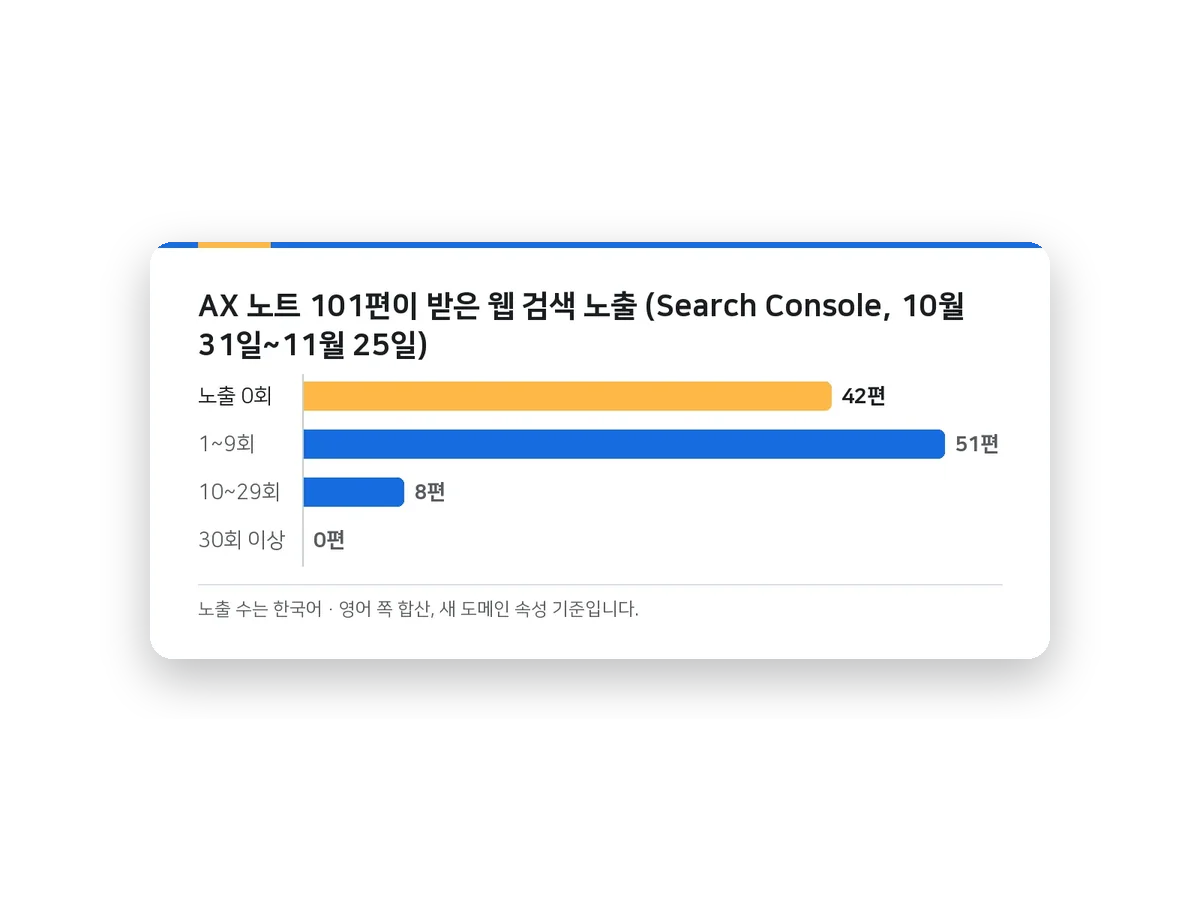 AX 노트 101편이 받은 웹 검색 노출 (Search Console, 10월
31일~11월 25일)
노출 0회 42편
1~9회 51편
10~29회 8편
30회 이상 0편
노출 수는 한국어 · 영어 쪽 합산, 새 도메인 속성 기준입니다.